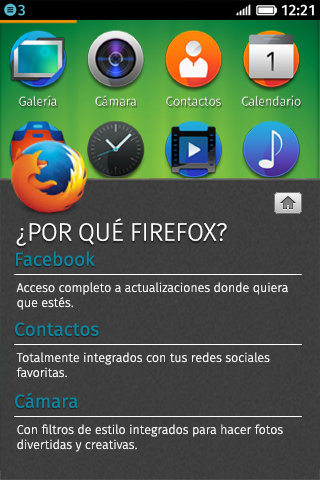 3
12:21
Galería
Cámara
Contactos
1
Calendario
¿POR QUÉ FIREFOX?
Facebook
Acceso completo a actualizaciones donde quiera
que estés.
Contactos
Totalmente integrados con tus redes sociales
favoritas.
Cámara
Con filtros de estilo integrados para hacer fotos
divertidas y creativas.